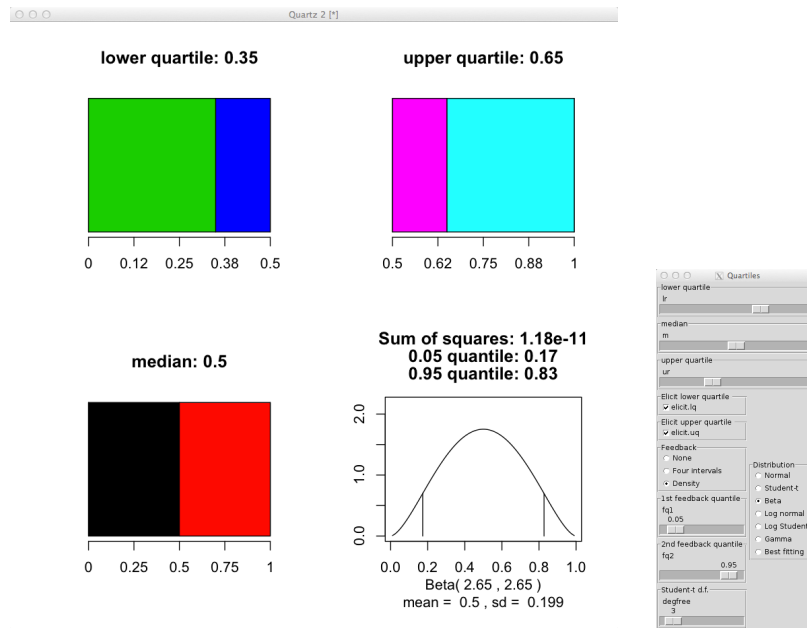 Quartz 2 [*]
lower quartile: 0.35
0 0.12 0.25 0.38 0.5
upper quartile: 0.65
0.5 0.62 0.75 0.88 1
median: 0.5
0 0.25 0.5 0.75 1
Sum of squares: 1.18e-11
0.05 quantile: 0.17
0.95 quantile: 0.83
2.0
1.0
0.0
0.0 0.2 0.4 0.6 0.8 1.0
Beta( 2.65 , 2.65 )
mean = 0.5 , sd = 0.199
X Quartiles
lower quartile
lr
median
m
upper quartile
ur
Elicit lower quartile
elicit.lq
Elicit upper quartile
elicit.uq
Feedback
None
Four intervals
Density
1st feedback quantile
fq1
0.05
2nd feedback quantile
fq2
0.95
Student-t d.f.
degfree
3
Distribution
Normal
Student-t
Beta
Log normal
Log Student
Gamma
Best fitting